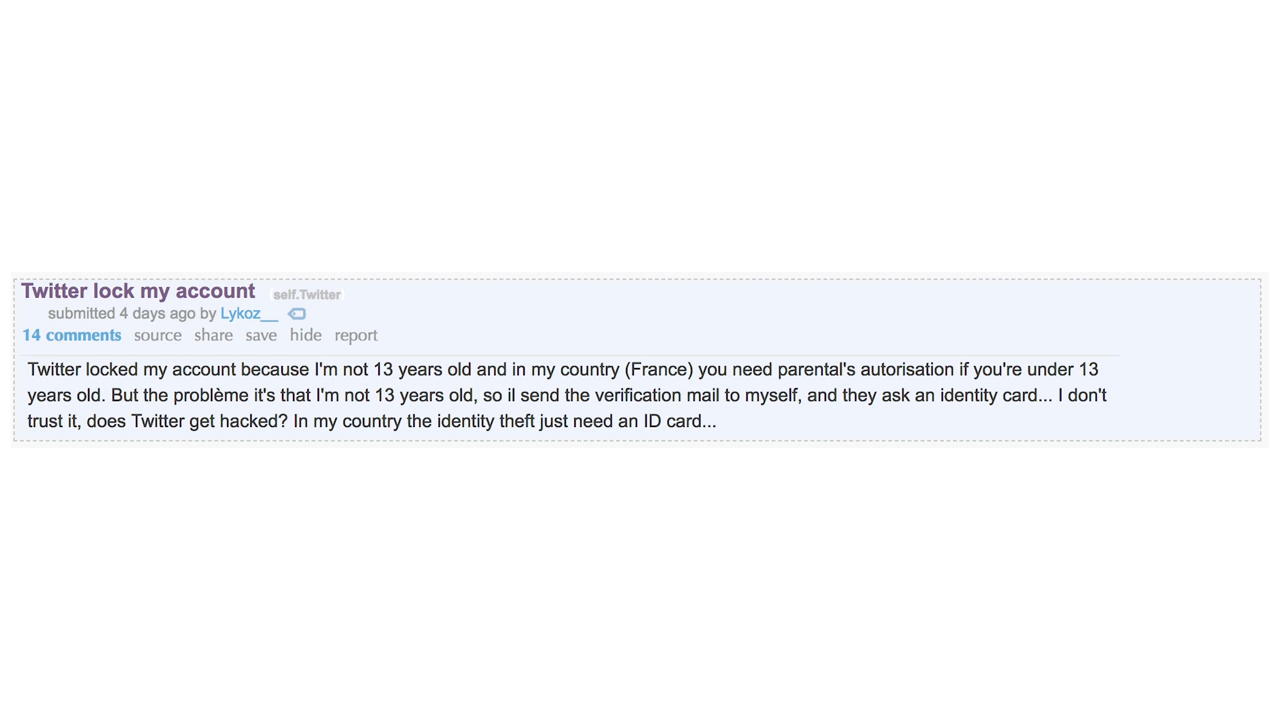 Twitter lock my account self.Twitter
submitted 4 days ago by Lykoz__
14 comments source share save hide report
Twitter locked my account because I'm not 13 years old and in my country (France) you need parental's autorisation if you're under 13
years old. But the problème it's that I'm not 13 years old, so il send the verification mail to myself, and they ask an identity card... I don't
trust it, does Twitter get hacked? In my country the identity theft just need an ID card...